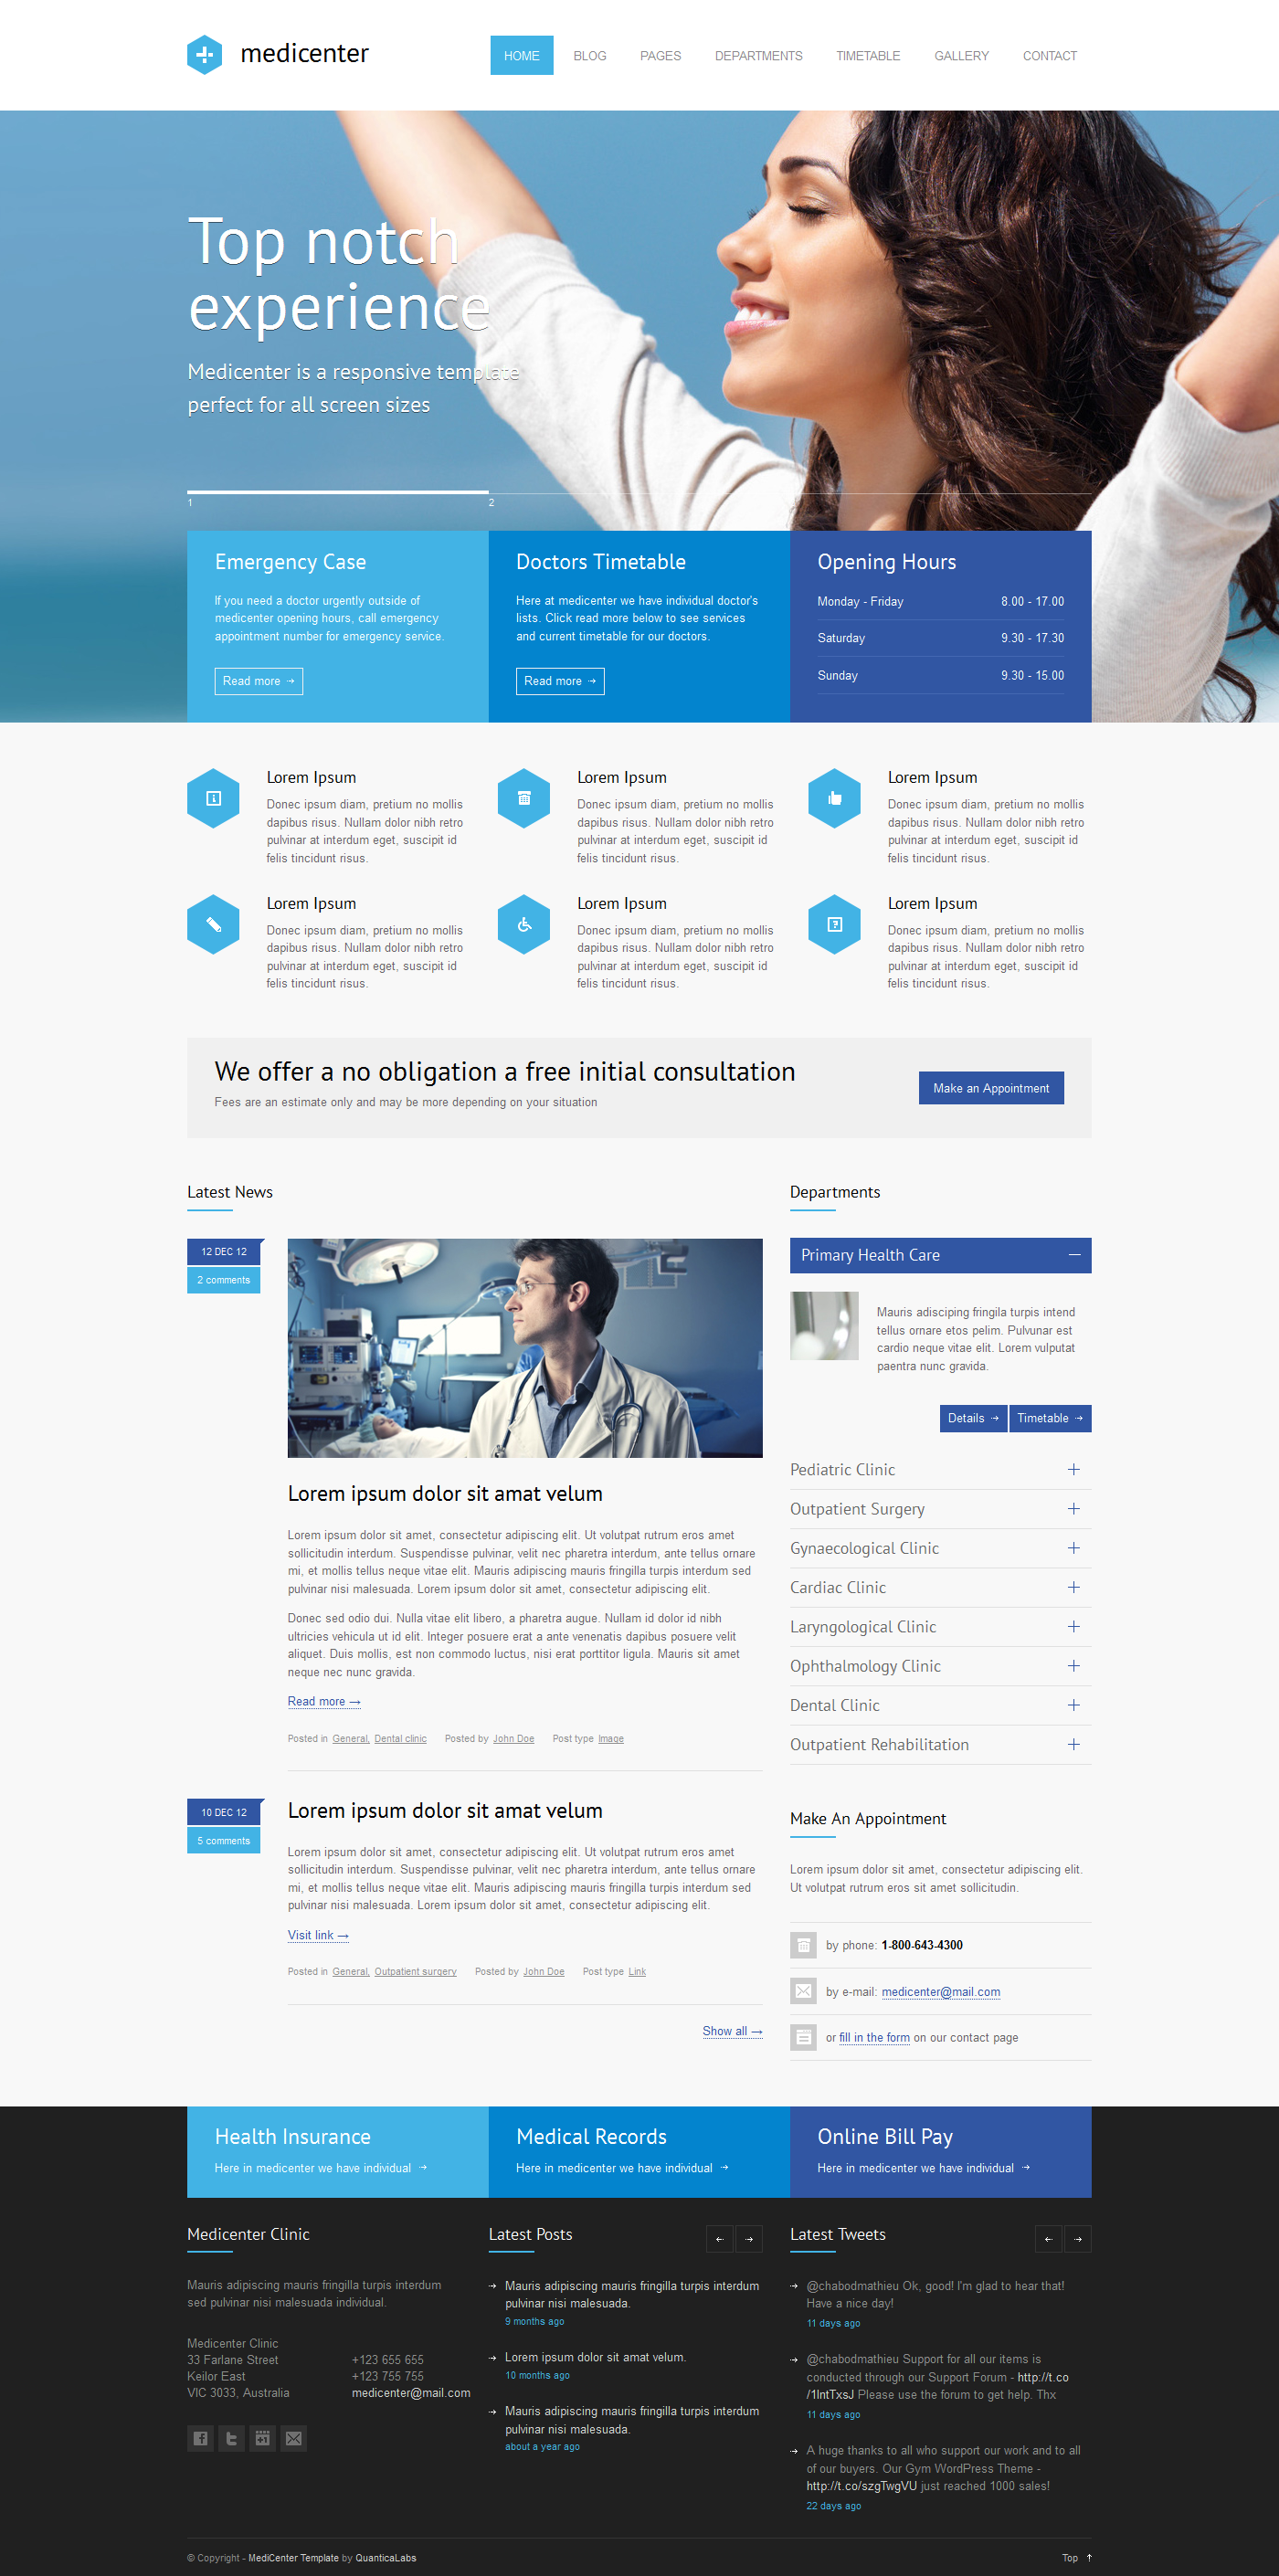 medicenter
HOME BLOG PAGES DEPARTMENTS TIMETABLE GALLERY CONTACT
Top notch
experience
Medicenter is a responsive template
perfect for all screen sizes
1 2
Emergency Case
If you need a doctor urgently outside of
medicenter opening hours, call emergency
appointment number for emergency service.
Read more
Doctors Timetable
Here at medicenter we have individual doctor's
lists. Click read more below to see services
and current timetable for our doctors.
Read more
Opening Hours
Monday - Friday 8.00 - 17.00
Saturday 9.30 - 17.30
Sunday 9.30 - 15.00
Lorem Ipsum
Donec ipsum diam, pretium no mollis
dapibus risus. Nullam dolor nibh retro
pulvinar at interdum eget, suscipit id
felis tincidunt risus.
Lorem Ipsum
Donec ipsum diam, pretium no mollis
dapibus risus. Nullam dolor nibh retro
pulvinar at interdum eget, suscipit id
felis tincidunt risus.
Lorem Ipsum
Donec ipsum diam, pretium no mollis
dapibus risus. Nullam dolor nibh retro
pulvinar at interdum eget, suscipit id
felis tincidunt risus.
Lorem Ipsum
Donec ipsum diam, pretium no mollis
dapibus risus. Nullam dolor nibh retro
pulvinar at interdum eget, suscipit id
felis tincidunt risus.
Lorem Ipsum
Donec ipsum diam, pretium no mollis
dapibus risus. Nullam dolor nibh retro
pulvinar at interdum eget, suscipit id
felis tincidunt risus.
Lorem Ipsum
Donec ipsum diam, pretium no mollis
dapibus risus. Nullam dolor nibh retro
pulvinar at interdum eget, suscipit id
felis tincidunt risus.
We offer a no obligation a free initial consultation
Fees are an estimate only and may be more depending on your situation
Make an Appointment
Latest News
12 DEC 12
2 comments
Lorem ipsum dolor sit amat velum
Lorem ipsum dolor sit amet, consectetur adipiscing elit. Ut volutpat rutrum eros amet
sollicitudin interdum. Suspendisse pulvinar, velit nec pharetra interdum, ante tellus ornare
mi, et mollis tellus neque vitae elit. Mauris adipiscing mauris fringilla turpis interdum sed
pulvinar nisi malesuada. Lorem ipsum dolor sit amet, consectetur adipiscing elit.
Donec sed odio dui. Nulla vitae elit libero, a pharetra augue. Nullam id dolor id nibh
ultricies vehicula ut id elit. Integer posuere erat a ante venenatis dapibus posuere velit
aliquet. Duis mollis, est non commodo luctus, nisi erat porttitor ligula. Mauris sit amet
neque nec nunc gravida.
Read more →
Posted in General, Dental clinic Posted by John Doe Post type Image
10 DEC 12
5 comments
Lorem ipsum dolor sit amat velum
Lorem ipsum dolor sit amet, consectetur adipiscing elit. Ut volutpat rutrum eros amet
sollicitudin interdum. Suspendisse pulvinar, velit nec pharetra interdum, ante tellus ornare
mi, et mollis tellus neque vitae elit. Mauris adipiscing mauris fringilla turpis interdum sed
pulvinar nisi malesuada. Lorem ipsum dolor sit amet, consectetur adipiscing elit.
Visit link →
Posted in General, Outpatient surgery Posted by John Doe Post type Link
Show all →
Departments
Primary Health Care
Mauris adisciping fringila turpis intend
tellus ornare etos pelim. Pulvunar est
cardio neque vitae elit. Lorem vulputat
paentra nunc gravida.
Details Timetable
Pediatric Clinic
Outpatient Surgery
Gynaecological Clinic
Cardiac Clinic
Laryngological Clinic
Ophthalmology Clinic
Dental Clinic
Outpatient Rehabilitation
Make An Appointment
Lorem ipsum dolor sit amet, consectetur adipiscing elit.
Ut volutpat rutrum eros sit amet sollicitudin.
by phone: 1-800-643-4300
by e-mail: medicenter@mail.com
or fill in the form on our contact page
Health Insurance
Here in medicenter we have individual
Medical Records
Here in medicenter we have individual
Online Bill Pay
Here in medicenter we have individual
Medicenter Clinic
Mauris adipiscing mauris fringilla turpis interdum
sed pulvinar nisi malesuada individual.
Medicenter Clinic
33 Farlane Street +123 655 655
Keilor East +123 755 755
VIC 3033, Australia medicenter@mail.com
Latest Posts
Mauris adipiscing mauris fringilla turpis interdum
pulvinar nisi malesuada.
9 months ago
Lorem ipsum dolor sit amat velum.
10 months ago
Mauris adipiscing mauris fringilla turpis interdum
pulvinar nisi malesuada.
about a year ago
Latest Tweets
@chabodmathieu Ok, good! I'm glad to hear that!
Have a nice day!
11 days ago
@chabodmathieu Support for all our items is
conducted through our Support Forum - http://t.co
/1lntTxsJ Please use the forum to get help. Thx
11 days ago
A huge thanks to all who support our work and to all
of our buyers. Our Gym WordPress Theme -
http://t.co/szgTwgVU just reached 1000 sales!
22 days ago
© Copyright - MediCenter Template by QuanticaLabs
Top